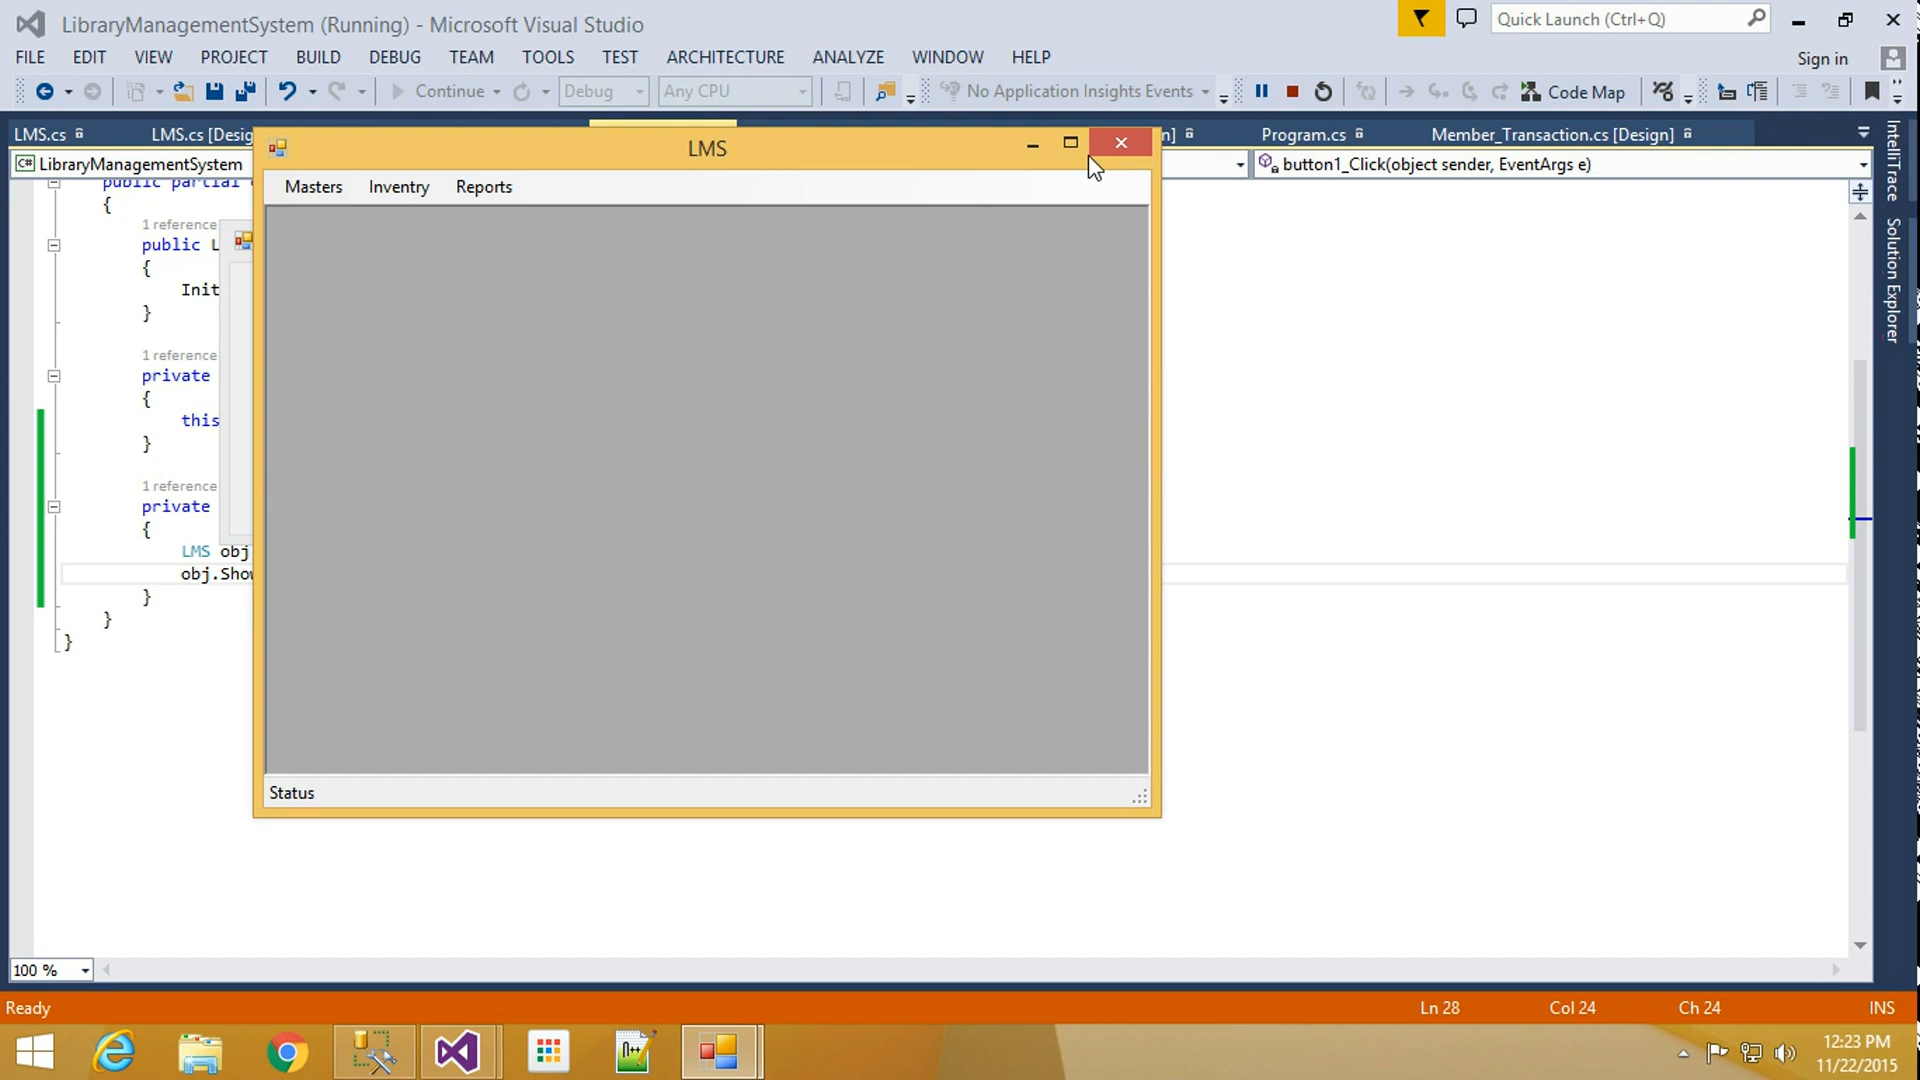 LibraryManagementSystem (Running) - Microsoft Visual Studio
Quick Launch (Ctrl+Q)
FILE EDIT VIEW PROJECT BUILD DEBUG TEAM TOOLS TEST ARCHITECTURE ANALYZE WINDOW HELP
Sign in
Continue Debug Any CPU No Application Insights Events Code Map
LMS.cs LMS.cs [Desig n] Program.cs Member_Transaction.cs [Design]
LMS
C# LibraryManagementSystem
button1_Click(object sender, EventArgs e)
IntelliTrace
Solution Explorer
Masters Inventry Reports
public partial
{
1 reference
public L
{
Init
}
1 reference
private
{
this
}
1 reference
private
{
LMS obj
obj.Show
}
}
}
Status
100 %
Ready
Ln 28 Col 24 Ch 24 INS
n++
12:23 PM
11/22/2015